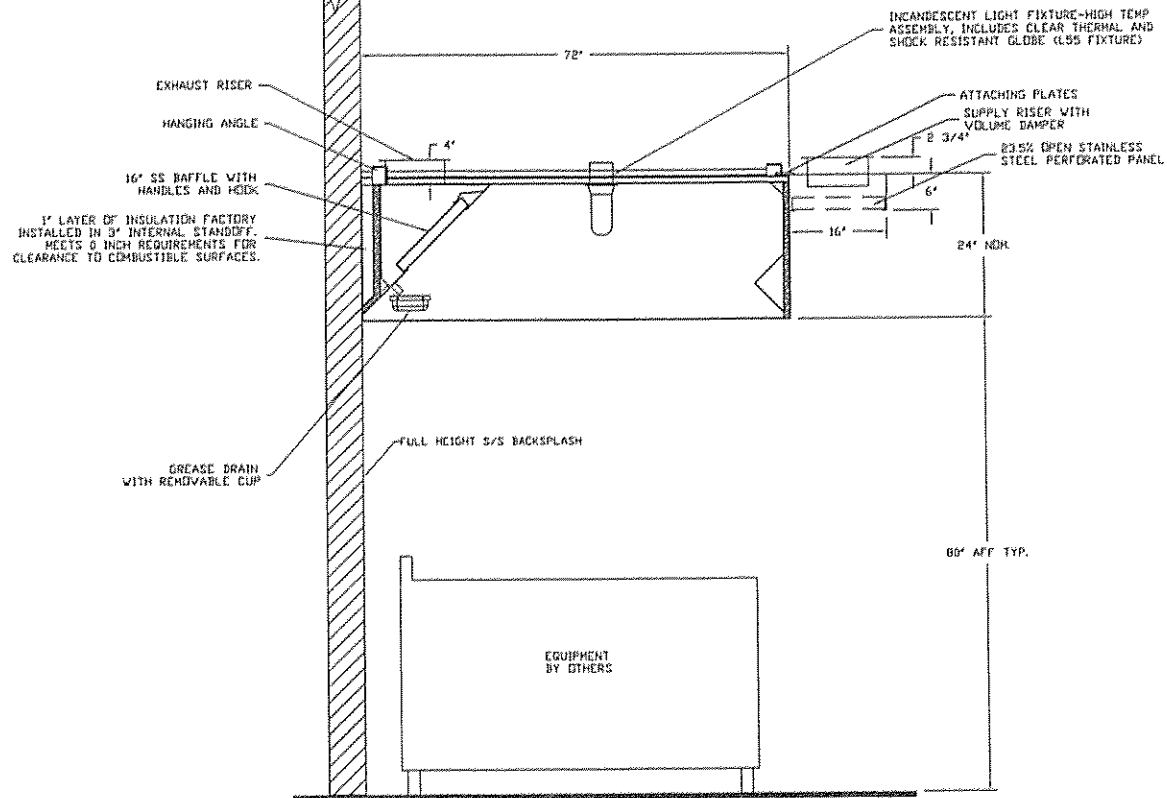 INCANDESCENT LIGHT FIXTURE-HIGH TEMP
ASSEMBLY, INCLUDES CLEAR THERMAL AND
SHOCK RESISTANT GLOBE (L55 FIXTURE)
72"
EXHAUST RISER
ATTACHING PLATES
SUPPLY RISER WITH
VOLUME DAMPER
HANGING ANGLE
4"
2 3/4"
23.5% OPEN STAINLESS
STEEL PERFORATED PANEL
16" SS BAFFLE WITH
HANDLES AND HOOK
6"
1" LAYER OF INSULATION FACTORY
INSTALLED IN 3" INTERNAL STANDOFF.
MEETS 0 INCH REQUIREMENTS FOR
CLEARANCE TO COMBUSTIBLE SURFACES.
16"
24" NOM.
FULL HEIGHT S/S BACKSPLASH
GREASE DRAIN
WITH REMOVABLE CUP
80" AFF TYP.
EQUIPMENT
BY OTHERS